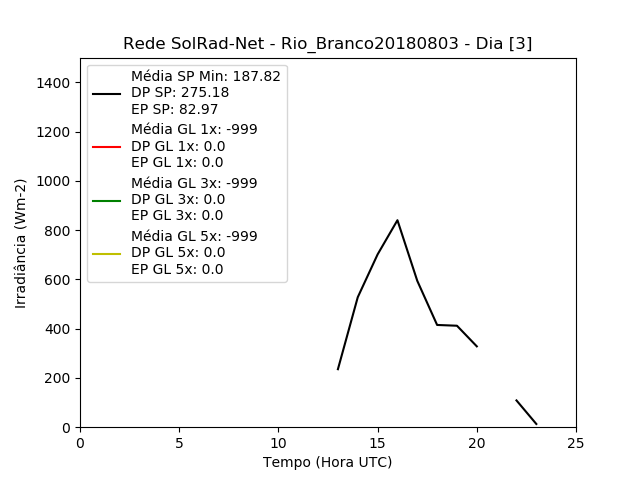 Rede SolRad-Net - Rio_Branco20180803 - Dia [3]
Média SP Min: 187.82
DP SP: 275.18
EP SP: 82.97
Média GL 1x: -999
DP GL 1x: 0.0
EP GL 1x: 0.0
Média GL 3x: -999
DP GL 3x: 0.0
EP GL 3x: 0.0
Média GL 5x: -999
DP GL 5x: 0.0
EP GL 5x: 0.0
Irradiância (Wm-2)
1400
1200
1000
800
600
400
200
0
0 5 10 15 20 25
Tempo (Hora UTC)